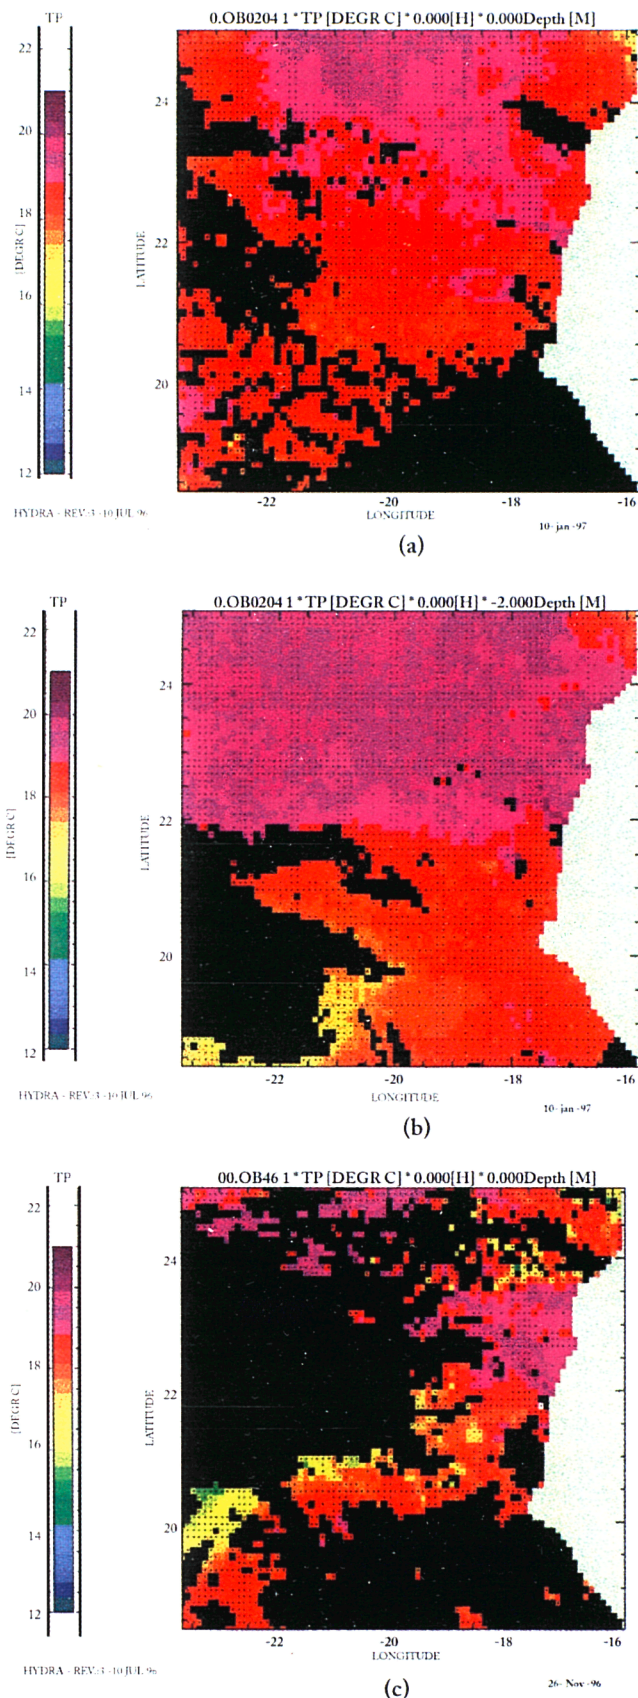 0.OB0204 1 * TP [DEGR C] * 0.000[H] * 0.000Depth [M]
TP
22
20
18
16
14
12
[DEGR C]
LATITUDE
24
22
20
-22 -20 -18 -16
LONGITUDE
HYDRA - REV.:3 -10 JUL 96
10- jan -97
(a)
0.OB0204 1 * TP [DEGR C] * 0.000[H] * -2.000Depth [M]
TP
22
20
18
16
14
12
[DEGR C]
LATITUDE
24
22
20
-22 -20 -18 -16
LONGITUDE
HYDRA - REV.:3 -10 JUL 96
10- jan -97
(b)
00.OB46 1 * TP [DEGR C] * 0.000[H] * 0.000Depth [M]
TP
22
20
18
16
14
12
[DEGR C]
LATITUDE
24
22
20
-22 -20 -18 -16
LONGITUDE
HYDRA - REV.:3 -10 JUL 96
26- Nov -96
(c)